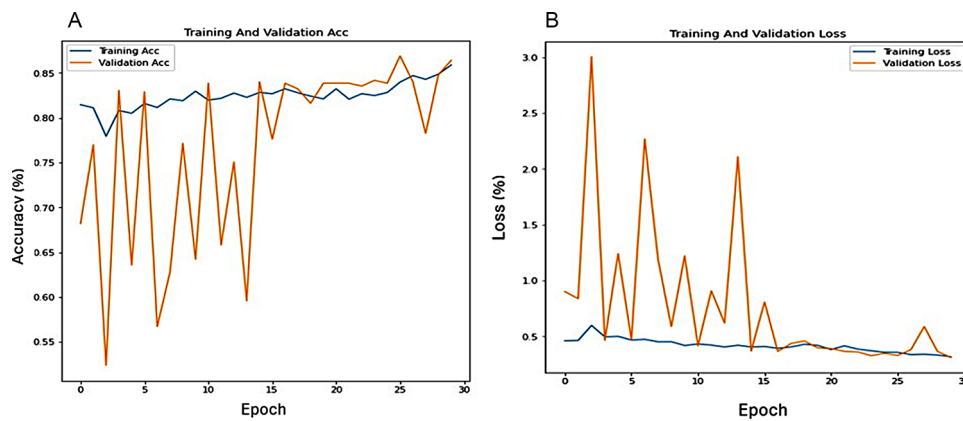 A
Training And Validation Acc
Training Acc
Validation Acc
0.85
0.80
0.75
0.70
0.65
0.60
0.55
Accuracy (%)
0
5
10
15
20
25
30
Epoch
B
Training And Validation Loss
Training Loss
Validation Loss
3.0
2.5
2.0
1.5
1.0
0.5
Loss (%)
0
5
10
15
20
25
Epoch